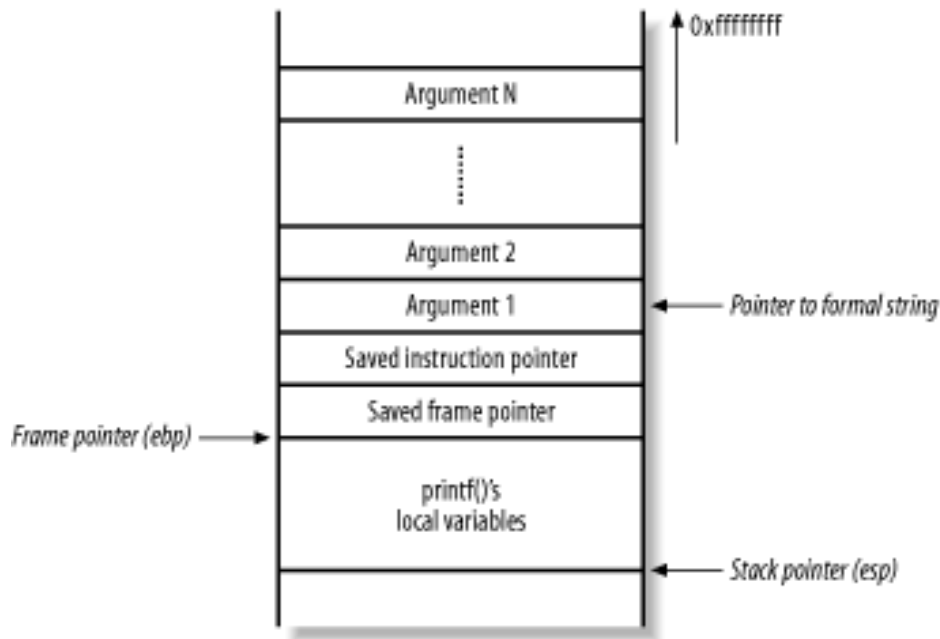 0xffffffff
Argument N
Argument 2
Argument 1
Pointer to formal string
Saved instruction pointer
Saved frame pointer
Frame pointer (ebp)
printf()'s
local variables
Stack pointer (esp)